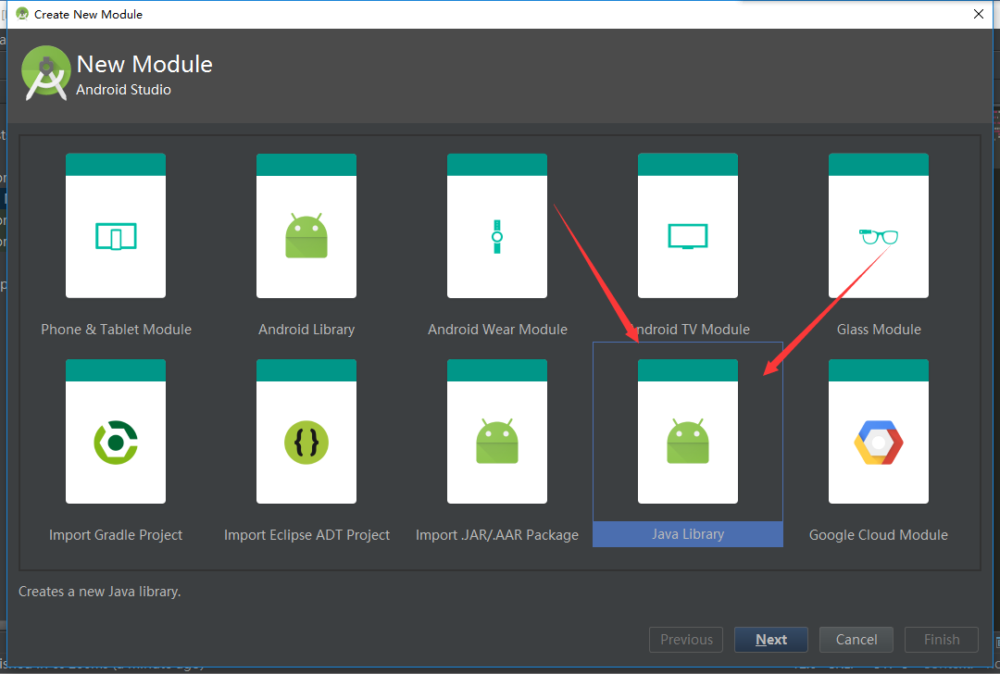 Create New Module
New Module
Android Studio
Phone & Tablet Module
Android Library
Android Wear Module
Android TV Module
Glass Module
Import Gradle Project
Import Eclipse ADT Project
Import .JAR/.AAR Package
Java Library
Google Cloud Module
Creates a new Java library.
Previous
Next
Cancel
Finish